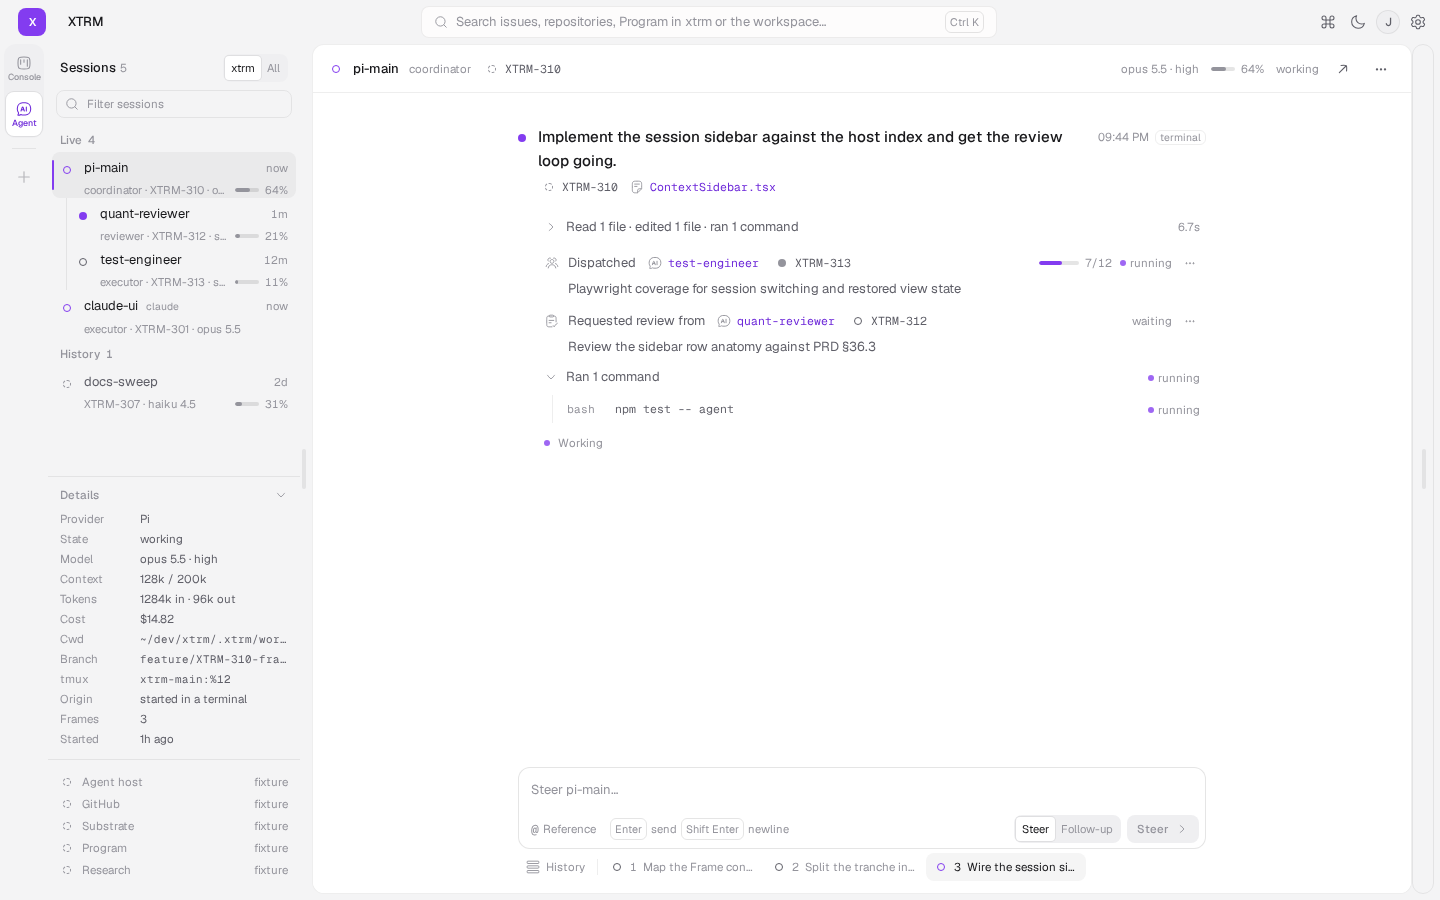 X XTRM Search issues, repositories, Program in xtrm or the workspace... Ctrl K J
Console
AI
Agent
Sessions 5 xtrm All
Filter sessions
Live 4
pi-main now
coordinator · XTRM-310 · o... 64%
quant-reviewer 1m
reviewer · XTRM-312 · s... 21%
test-engineer 12m
executor · XTRM-313 · s... 11%
claude-ui claude now
executor · XTRM-301 · opus 5.5
History 1
docs-sweep 2d
XTRM-307 · haiku 4.5 31%
Details
Provider Pi
State working
Model opus 5.5 · high
Context 128k / 200k
Tokens 1284k in · 96k out
Cost $14.82
Cwd ~/dev/xtrm/.xtrm/wor...
Branch feature/XTRM-310-fra...
tmux xtrm-main:%12
Origin started in a terminal
Frames 3
Started 1h ago
Agent host fixture
GitHub fixture
Substrate fixture
Program fixture
Research fixture
pi-main coordinator XTRM-310 opus 5.5 · high 64% working
Implement the session sidebar against the host index and get the review 09:44 PM terminal
loop going.
XTRM-310 ContextSidebar.tsx
Read 1 file · edited 1 file · ran 1 command 6.7s
Dispatched AI test-engineer XTRM-313 7/12 running
Playwright coverage for session switching and restored view state
Requested review from AI quant-reviewer XTRM-312 waiting
Review the sidebar row anatomy against PRD §36.3
Ran 1 command running
bash npm test -- agent running
Working
Steer pi-main...
@ Reference Enter send Shift Enter newline Steer Follow-up Steer
History 1 Map the Frame con... 2 Split the tranche in... 3 Wire the session si...